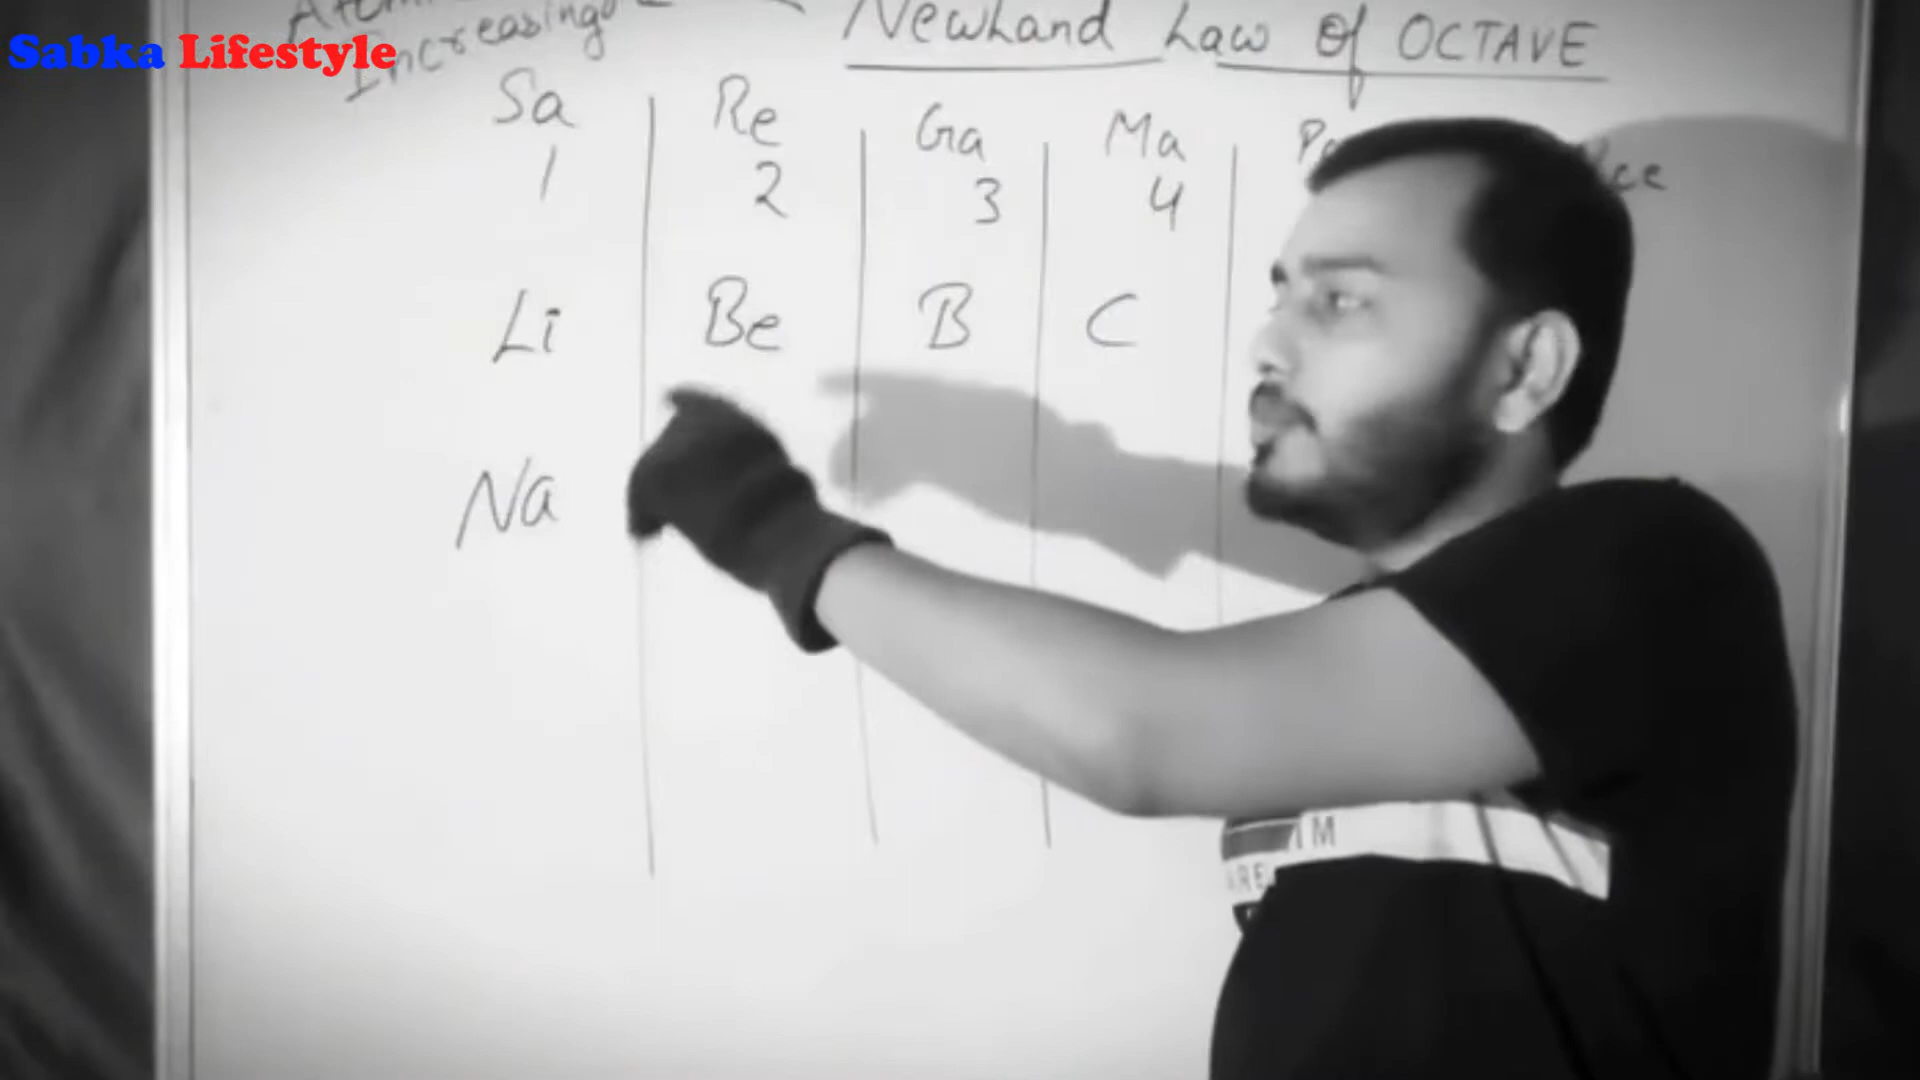 Sabka Lifestyle
Increasing
Newland Law Of OCTAVE
Sa Re Ga Ma
1 2 3 4
Li Be B C
Na